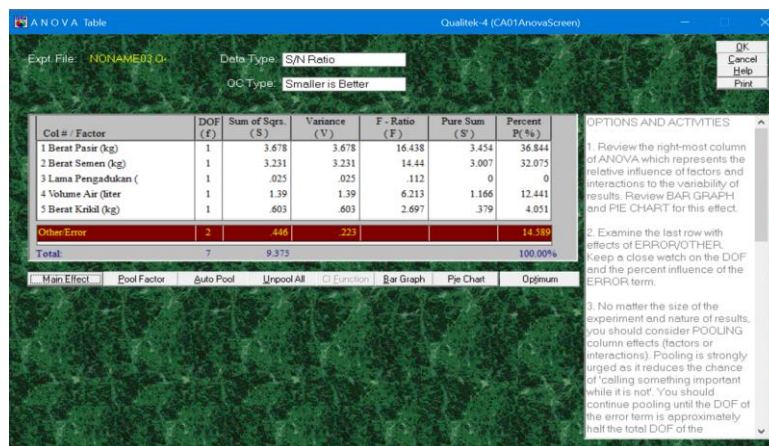 A N O V A Table
Qualitek-4 (CA01AnovaScreen)
Expt. File: NONAME03.Q4
Data Type: S/N Ratio
QC Type: Smaller is Better
OK
Cancel
Help
Print
Col # / Factor DOF (f) Sum of Sqrs. (S) Variance (V) F - Ratio (F) Pure Sum (S') Percent P(%)
1 Berat Pasir (kg) 1 3.678 3.678 16.438 3.454 36.844
2 Berat Semen (kg) 1 3.231 3.231 14.44 3.007 32.075
3 Lama Pengadukan ( 1 .025 .025 .112 0 0
4 Volume Air (liter 1 1.39 1.39 6.213 1.166 12.441
5 Berat Krikil (kg) 1 .603 .603 2.697 .379 4.051
Other/Error 2 .446 .223 14.589
Total: 7 9.375 100.00%
Main Effect Pool Factor Auto Pool Unpool All CI Function Bar Graph Pie Chart Optimum
OPTIONS AND ACTIVITIES
1. Review the right-most column
of ANOVA which represents the
relative influence of factors and
interactions to the variability of
results. Review BAR GRAPH
and PIE CHART for this effect.
2. Examine the last row with
effects of ERROR/OTHER.
Keep a close watch on the DOF
and the percent influence of the
ERROR term.
3. No matter the size of the
experiment and nature of results,
you should consider POOLING
column effects (factors or
interactions). Pooling is strongly
urged as it reduces the chance
of 'calling something important
while it is not'. You should
continue pooling until the DOF of
the error term is approximately
half the total DOF of the